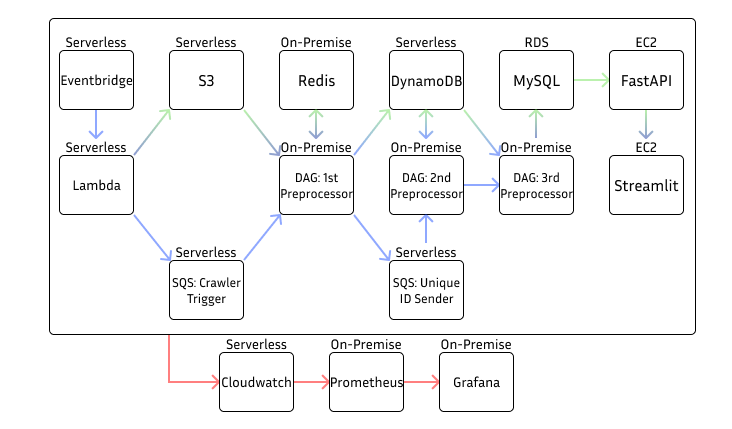 Serverless
Serverless
On-Premise
Serverless
RDS
EC2
Eventbridge
S3
Redis
DynamoDB
MySQL
FastAPI
Serverless
On-Premise
On-Premise
On-Premise
EC2
Lambda
DAG: 1st
Preprocessor
DAG: 2nd
Preprocessor
DAG: 3rd
Preprocessor
Streamlit
Serverless
Serverless
SQS: Crawler
Trigger
SQS: Unique
ID Sender
Serverless
On-Premise
On-Premise
Cloudwatch
Prometheus
Grafana